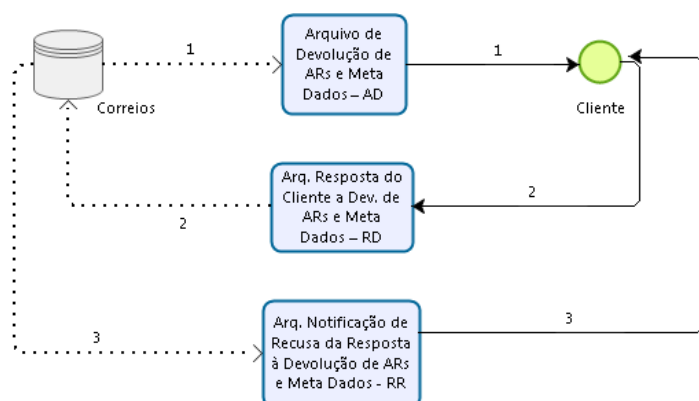 1
Arquivo de
Devolução de
ARs e Meta
Dados – AD
1
Correios
Cliente
Arq. Resposta do
Cliente a Dev. de
ARs e Meta
Dados – RD
2
2
3
Arq. Notificação de
Recusa da Resposta
à Devolução de ARs
e Meta Dados - RR
3